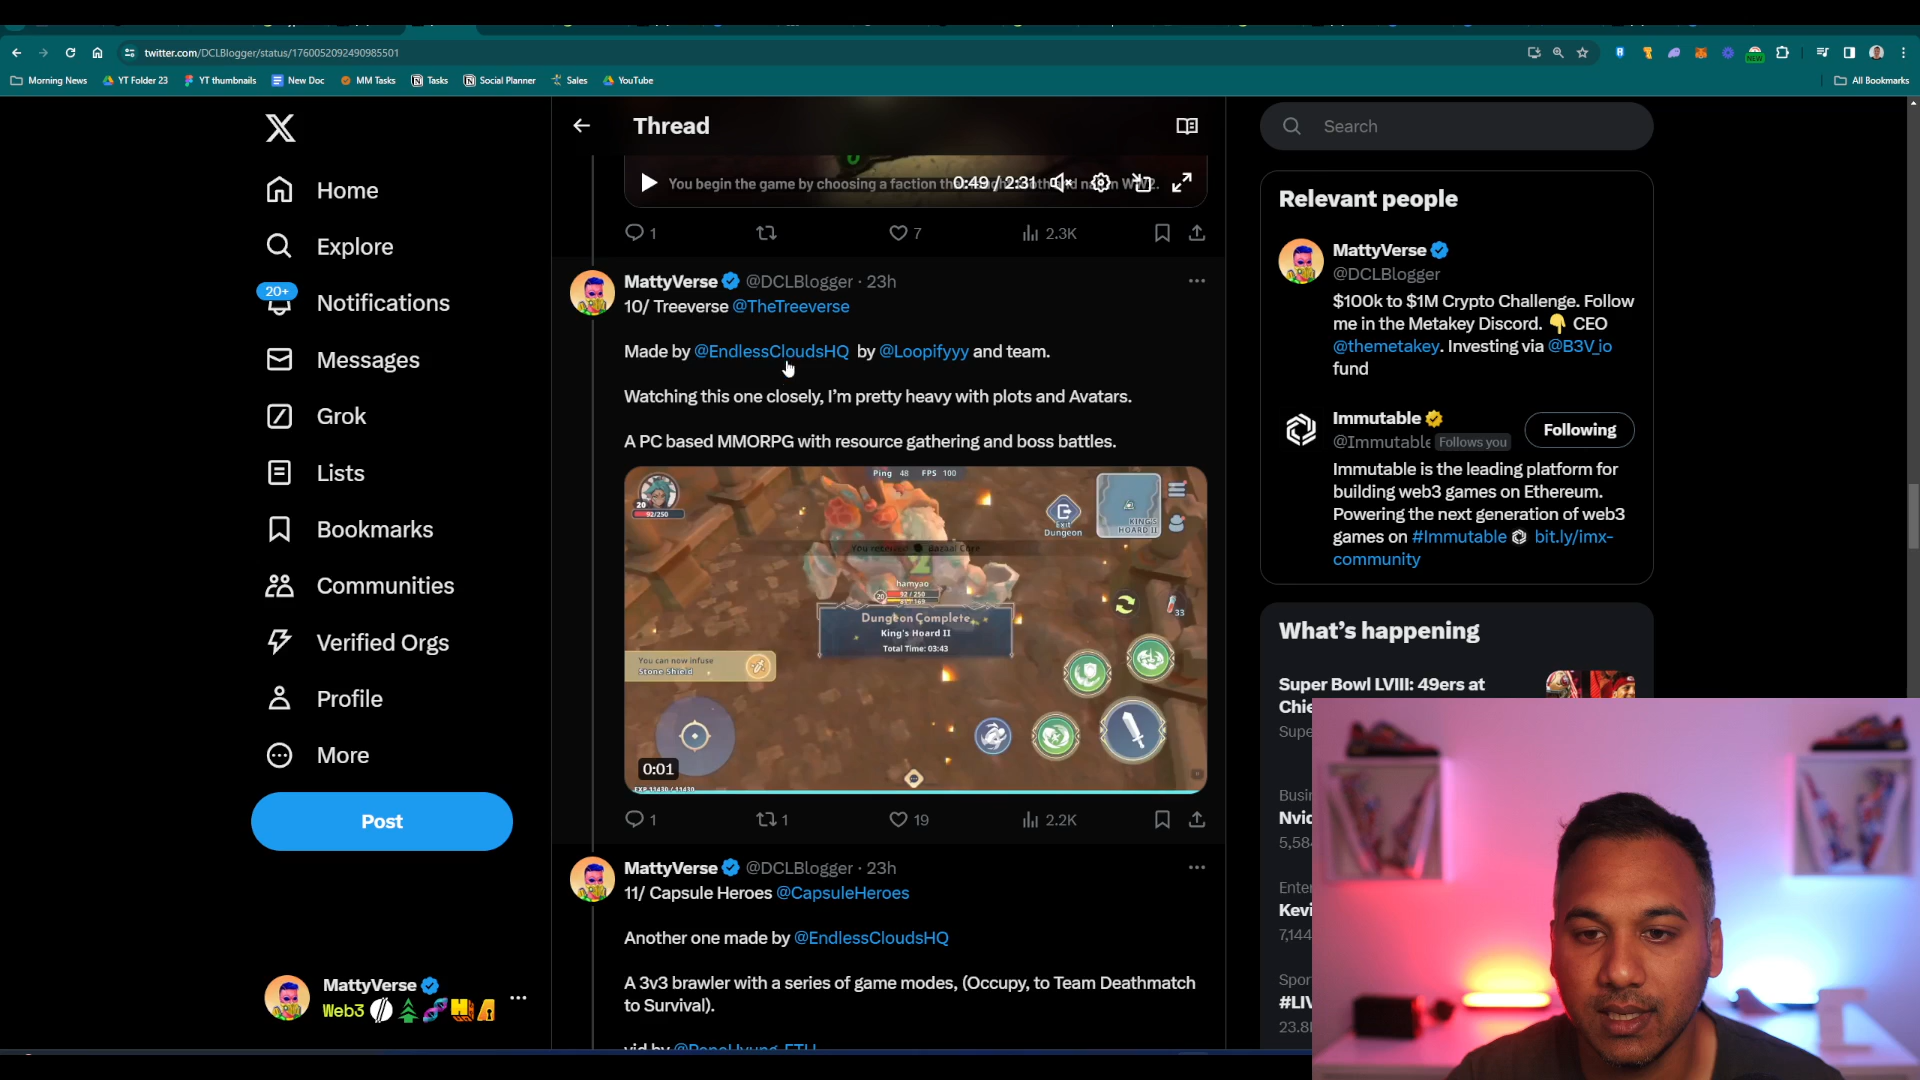 twitter.com/DCLBlogger/status/1760052092490985501
Morning News
YT Folder 23
YT thumbnails
New Doc
MM Tasks
Tasks
Social Planner
Sales
YouTube
All Bookmarks
NEW
Home
Explore
20+
Notifications
Messages
Grok
Lists
Bookmarks
Communities
Verified Orgs
Profile
More
Post
MattyVerse
Web3
Thread
You begin the game by choosing a faction
0:49 / 2:31
1
7
2.3K
MattyVerse @DCLBlogger · 23h
10/ Treeverse @TheTreeverse
Made by @EndlessCloudsHQ by @Loopifyyy and team.
Watching this one closely, I'm pretty heavy with plots and Avatars.
A PC based MMORPG with resource gathering and boss battles.
Ping 48 FPS 100
20
92/250
Exit
Dungeon
KING'S
HOARD II
hamyao
20
92 / 250
33
Dungeon Complete
King's Hoard II
Total Time: 03:43
You can now infuse
Stone Shield
0:01
EXP 11430 / 11430
1
1
19
2.2K
MattyVerse @DCLBlogger · 23h
11/ Capsule Heroes @CapsuleHeroes
Another one made by @EndlessCloudsHQ
A 3v3 brawler with a series of game modes, (Occupy, to Team Deathmatch
to Survival).
Search
Relevant people
MattyVerse
@DCLBlogger
$100k to $1M Crypto Challenge. Follow
me in the Metakey Discord. 👇 CEO
@themetakey. Investing via @B3V_io
fund
Immutable
@Immutable Follows you
Following
Immutable is the leading platform for
building web3 games on Ethereum.
Powering the next generation of web3
games on #Immutable bit.ly/imx-
community
What's happening
Super Bowl LVIII: 49ers at
Chie
Supe
Busi
Nvid
5,584
Enter
Kevi
7,144
Spor
#LIV
23.8